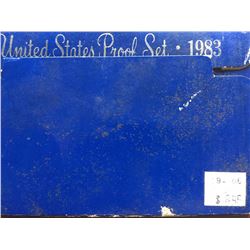 United States Proof Set · 1983